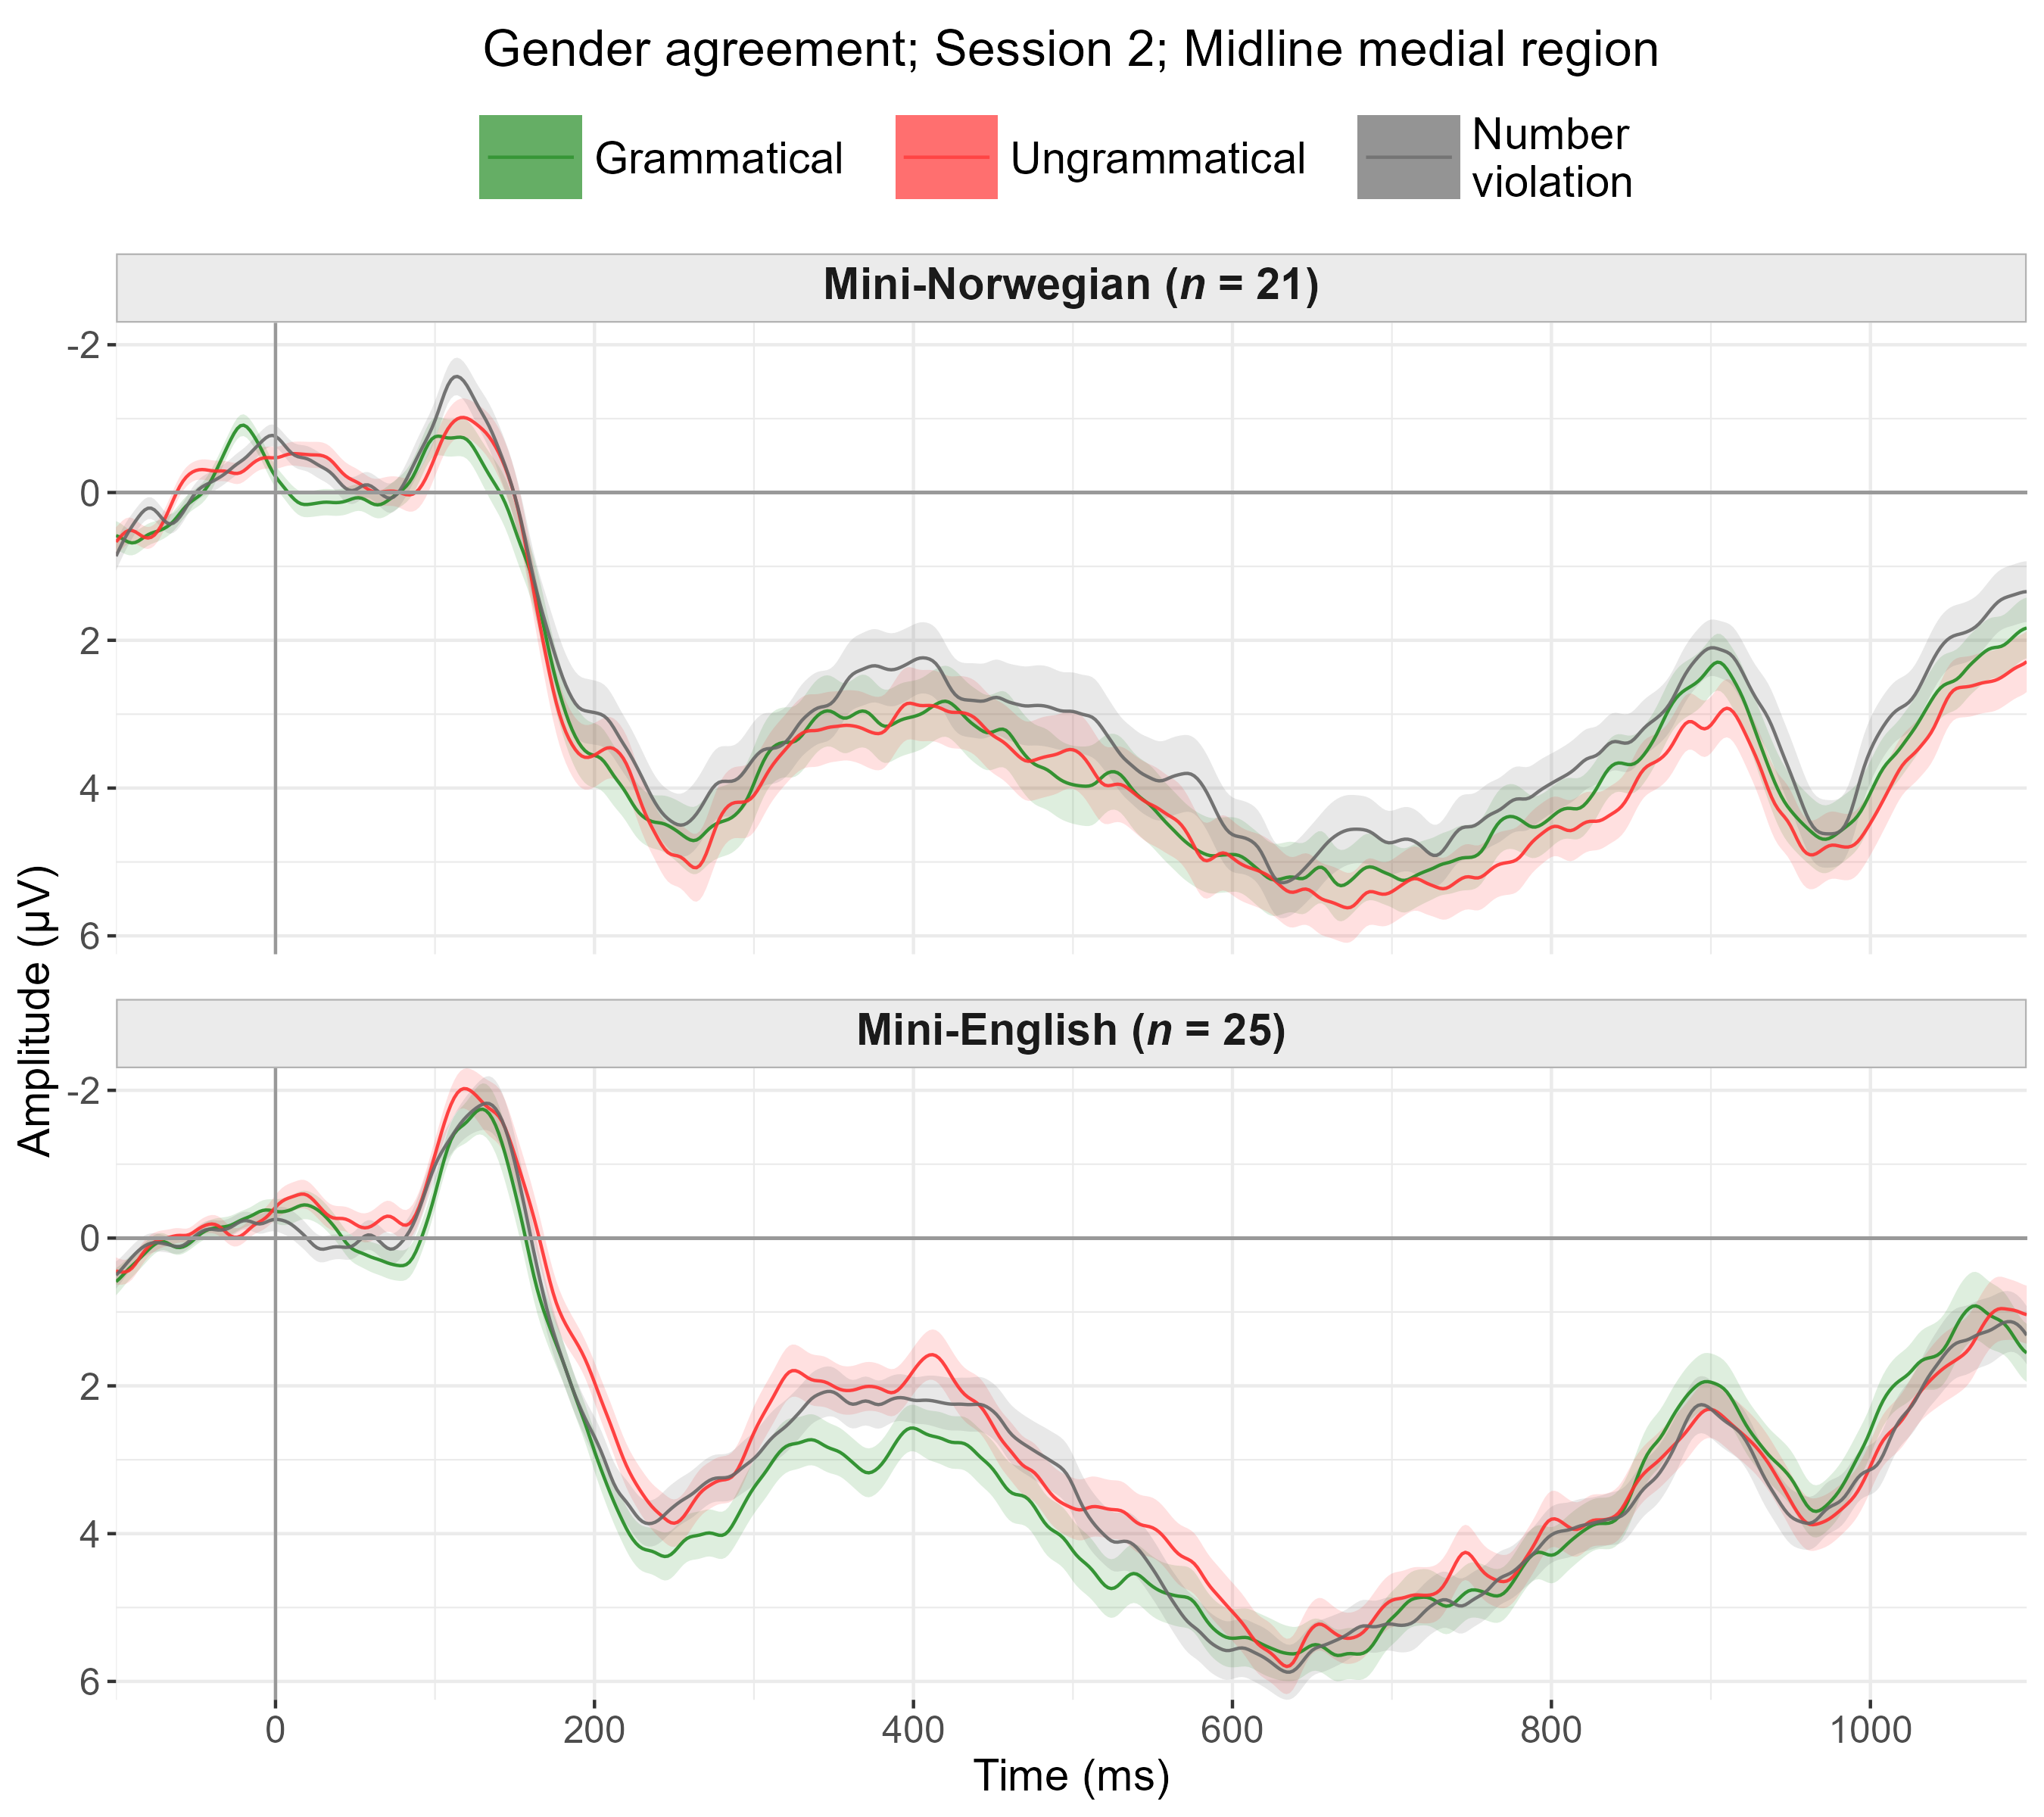 Gender agreement; Session 2; Midline medial region
Grammatical
Ungrammatical
Number
violation
Mini-Norwegian (n = 21)
-2
0
2
4
6
Mini-English (n = 25)
-2
0
2
4
6
Amplitude (µV)
0 200 400 600 800 1000
Time (ms)